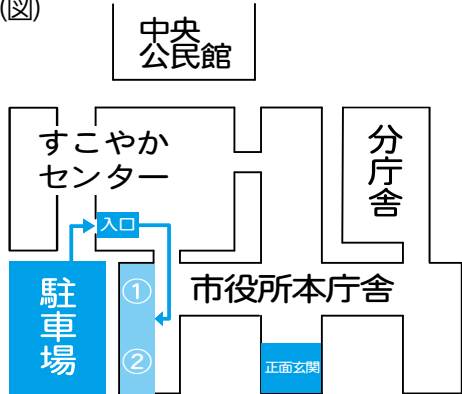 (図)
中央
公民館
すこやか
センター
分庁舎
入口
駐車場
①
市役所本庁舎
②
正面玄関